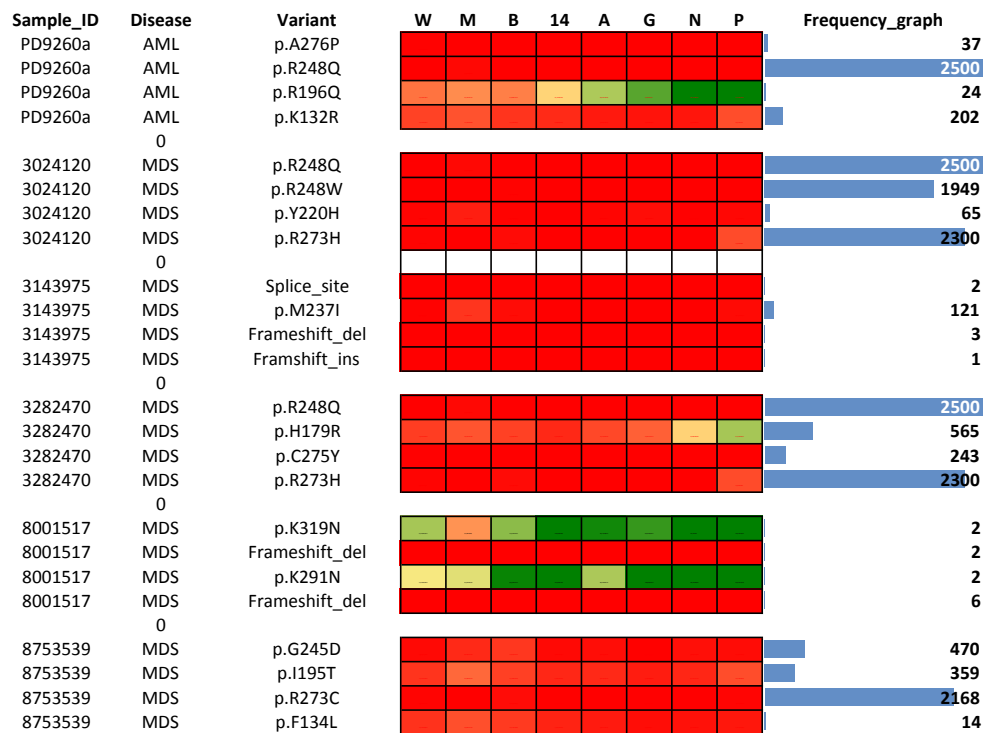 Sample_ID Disease Variant W M B 14 A G N P Frequency_graph
PD9260a AML p.A276P 37
PD9260a AML p.R248Q 2500
PD9260a AML p.R196Q 24
PD9260a AML p.K132R 202
0
3024120 MDS p.R248Q 2500
3024120 MDS p.R248W 1949
3024120 MDS p.Y220H 65
3024120 MDS p.R273H 2300
0
3143975 MDS Splice_site 2
3143975 MDS p.M237I 121
3143975 MDS Frameshift_del 3
3143975 MDS Framshift_ins 1
0
3282470 MDS p.R248Q 2500
3282470 MDS p.H179R 565
3282470 MDS p.C275Y 243
3282470 MDS p.R273H 2300
0
8001517 MDS p.K319N 2
8001517 MDS Frameshift_del 2
8001517 MDS p.K291N 2
8001517 MDS Frameshift_del 6
0
8753539 MDS p.G245D 470
8753539 MDS p.I195T 359
8753539 MDS p.R273C 2168
8753539 MDS p.F134L 14